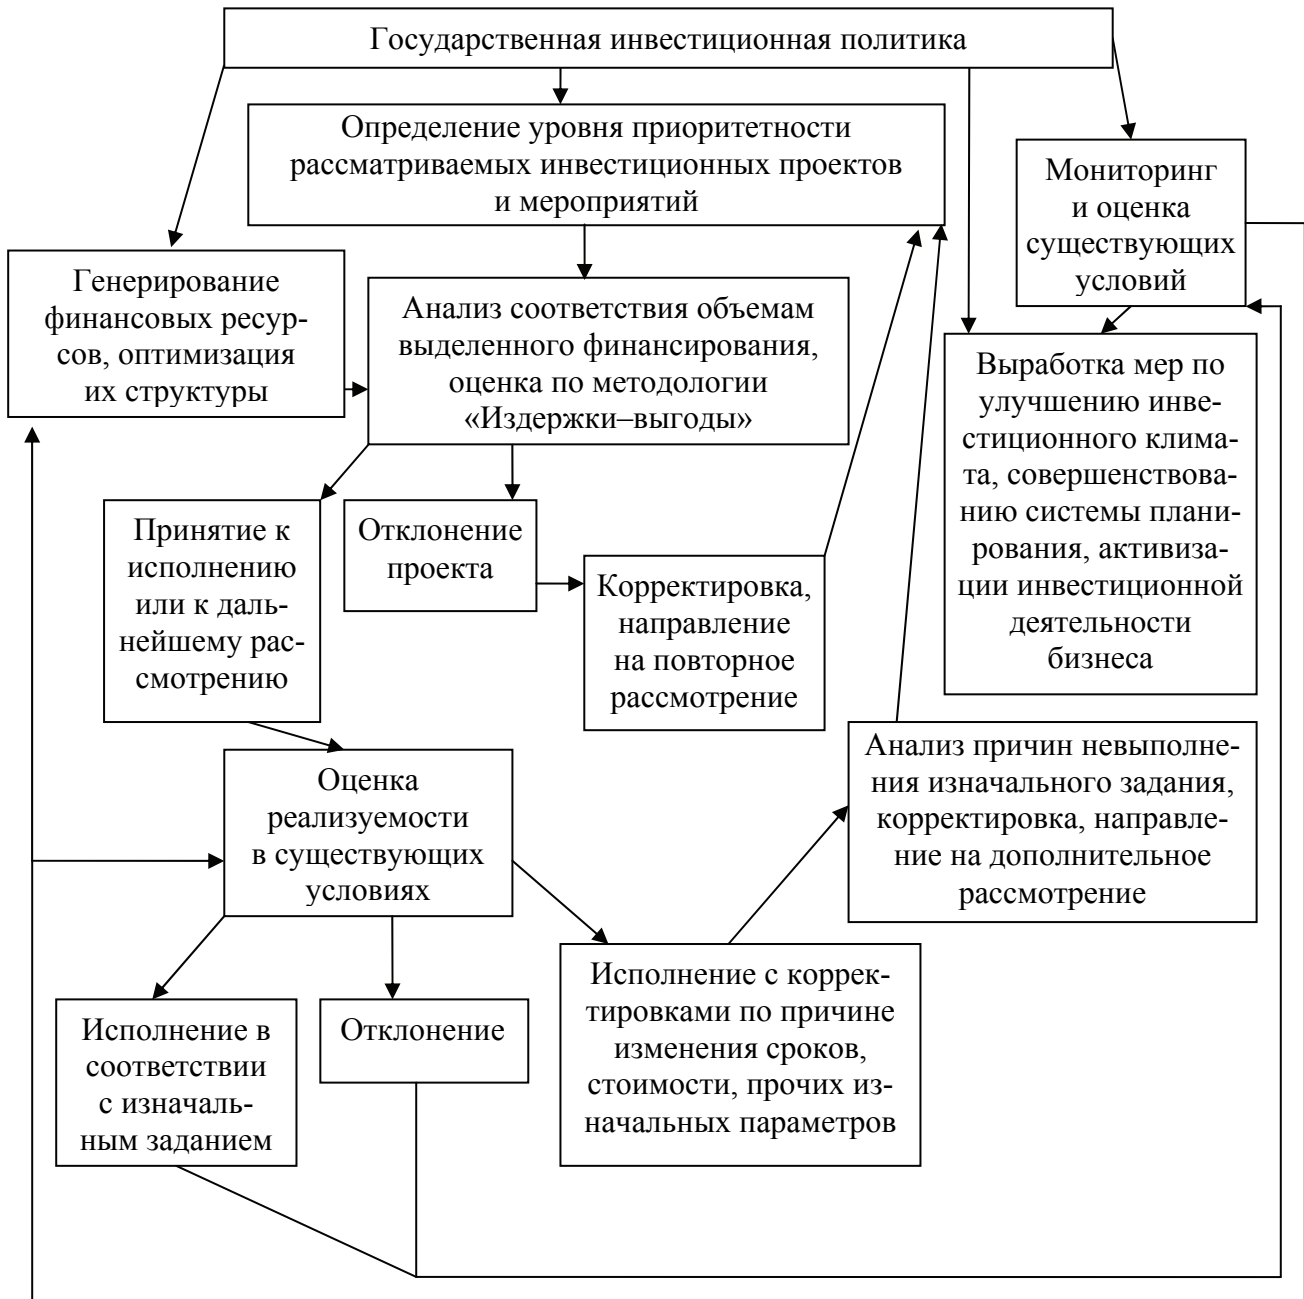 Государственная инвестиционная политика
Определение уровня приоритетности
рассматриваемых инвестиционных проектов
и мероприятий
Мониторинг
и оценка
существующих
условий
Генерирование
финансовых ресур-
сов, оптимизация
их структуры
Анализ соответствия объемам
выделенного финансирования,
оценка по методологии
«Издержки–выгоды»
Выработка мер по
улучшению инве-
стиционного клима-
та, совершенствова-
нию системы плани-
рования, активиза-
ции инвестиционной
деятельности
бизнеса
Принятие к
исполнению
или к даль-
нейшему рас-
смотрению
Отклонение
проекта
Корректировка,
направление
на повторное
рассмотрение
Анализ причин невыполне-
ния изначального задания,
корректировка, направле-
ние на дополнительное
рассмотрение
Оценка
реализуемости
в существующих
условиях
Исполнение в
соответствии
с изначаль-
ным заданием
Отклонение
Исполнение с коррек-
тировками по причине
изменения сроков,
стоимости, прочих из-
начальных параметров